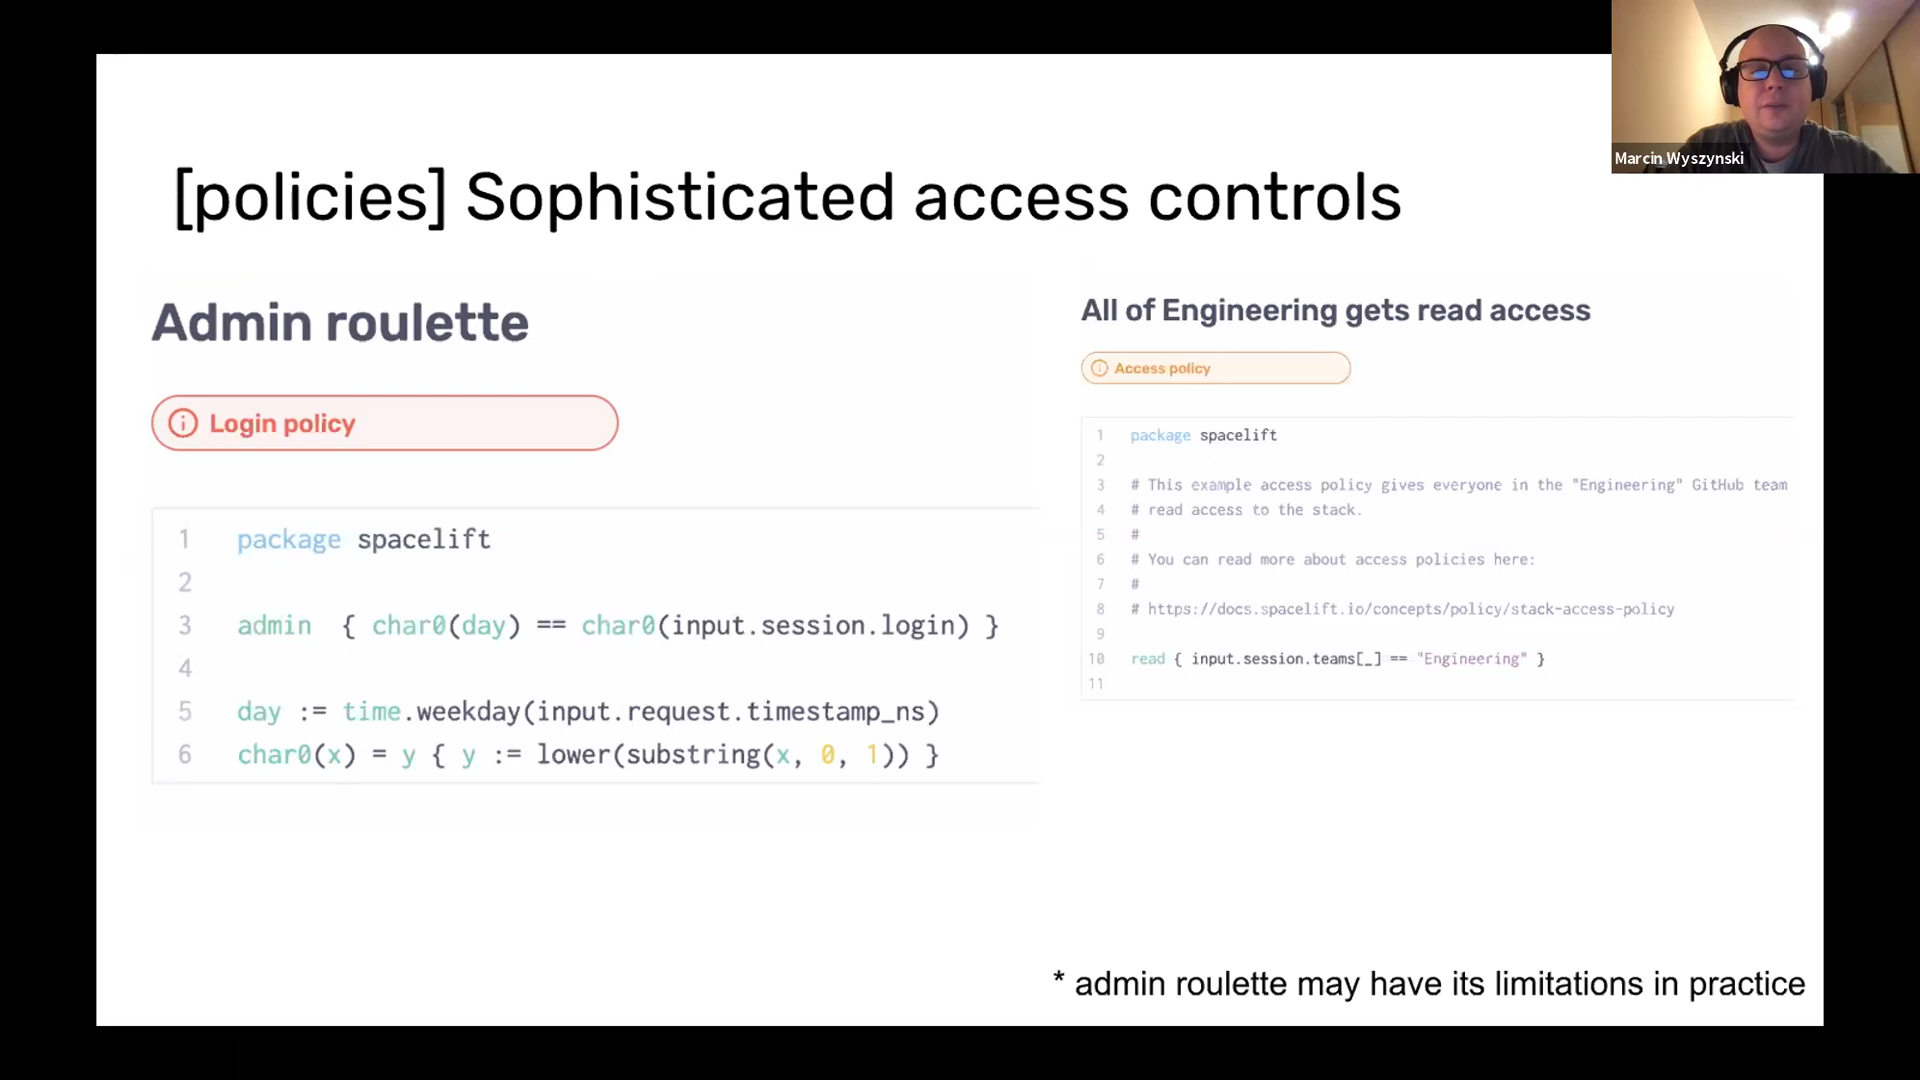 Marcin Wyszynski
[policies] Sophisticated access controls
Admin roulette
Login policy
1 package spacelift
2
3 admin { char0(day) == char0(input.session.login) }
4
5 day := time.weekday(input.request.timestamp_ns)
6 char0(x) = y { y := lower(substring(x, 0, 1)) }
All of Engineering gets read access
Access policy
1 package spacelift
2
3 # This example access policy gives everyone in the "Engineering" GitHub team
4 # read access to the stack.
5 #
6 # You can read more about access policies here:
7 #
8 # https://docs.spacelift.io/concepts/policy/stack-access-policy
9
10 read { input.session.teams[_] == "Engineering" }
11
* admin roulette may have its limitations in practice